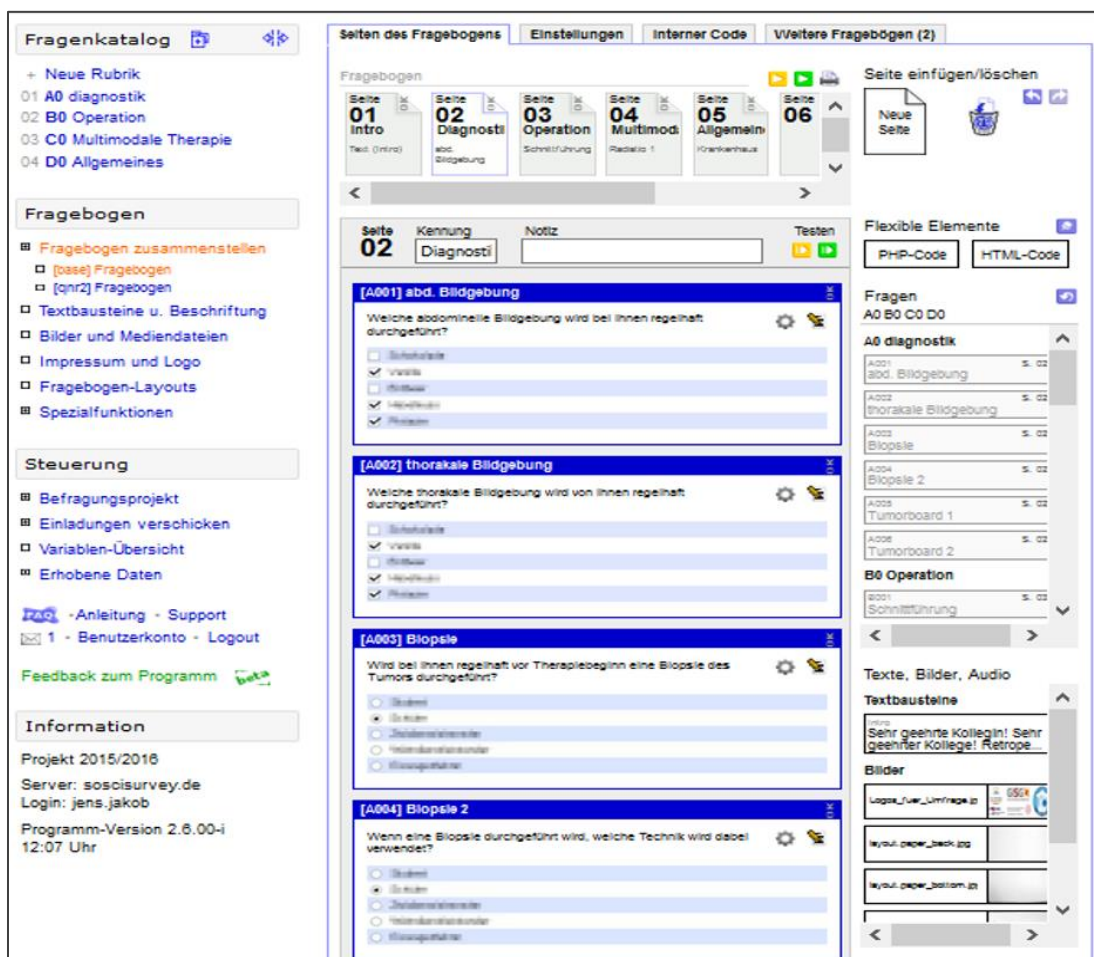 Fragenkatalog
+ Neue Rubrik
01 A0 diagnostik
02 B0 Operation
03 C0 Multimodale Therapie
04 D0 Allgemeines
Fragebogen
Fragebogen zusammenstellen
[base] Fragebogen
[qnr2] Fragebogen
Textbausteine u. Beschriftung
Bilder und Mediendateien
Impressum und Logo
Fragebogen-Layouts
Spezialfunktionen
Steuerung
Befragungsprojekt
Einladungen verschicken
Variablen-Übersicht
Erhobene Daten
FAQ -Anleitung - Support
1 - Benutzerkonto - Logout
Feedback zum Programm beta
Information
Projekt 2015/2016
Server: soscisurvey.de
Login: jens.jakob
Programm-Version 2.6.00-i
12:07 Uhr
Seiten des Fragebogens Einstellungen Interner Code Weitere Fragebögen (2)
Fragebogen
Seite 01 Intro
Text (Intro)
Seite 02 Diagnosti
abd. Bildgebung
Seite 03 Operation
Schnittführung
Seite 04 Multimod
Radiatio 1
Seite 05 Allgemein
Krankenhaus
Seite 06
Seite 02
Kennung
Diagnosti
Notiz
Testen
[A001] abd. Bildgebung
OK
Welche abdominelle Bildgebung wird bei Ihnen regelhaft
durchgeführt?
[A002] thorakale Bildgebung
OK
Welche thorakale Bildgebung wird von Ihnen regelhaft
durchgeführt?
[A003] Biopsie
OK
Wird bei Ihnen regelhaft vor Therapiebeginn eine Biopsie des
Tumors durchgeführt?
[A004] Biopsie 2
OK
Wenn eine Biopsie durchgeführt wird, welche Technik wird dabei
verwendet?
Seite einfügen/löschen
Neue
Seite
Flexible Elemente
PHP-Code HTML-Code
Fragen
A0 B0 C0 D0
A0 diagnostik
A001 S. 02
abd. Bildgebung
A002 S. 02
thorakale Bildgebung
A003 S. 02
Biopsie
A004 S. 02
Biopsie 2
A005 S. 02
Tumorboard 1
A006 S. 02
Tumorboard 2
B0 Operation
B001 S. 03
Schnittführung
Texte, Bilder, Audio
Textbausteine
Intro
Sehr geehrte Kollegin! Sehr
geehrter Kollege! Retrope...
Bilder
Logos_fuer_Umfrage.jp
layout.paper_back.jpg
layout.paper_bottom.jp